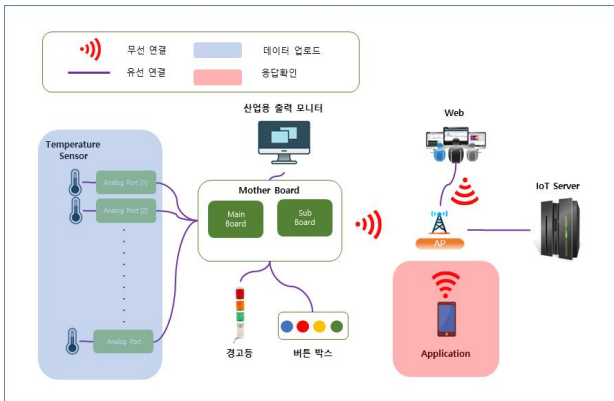 무선 연결
데이터 업로드
유선 연결
응답확인
산업용 출력 모니터
Web
Temperature
Sensor
Analog Port [1]
Analog Port [2]
Analog Port
Mother Board
Main
Board
Sub
Board
AP
IoT Server
경고등
버튼 박스
Application